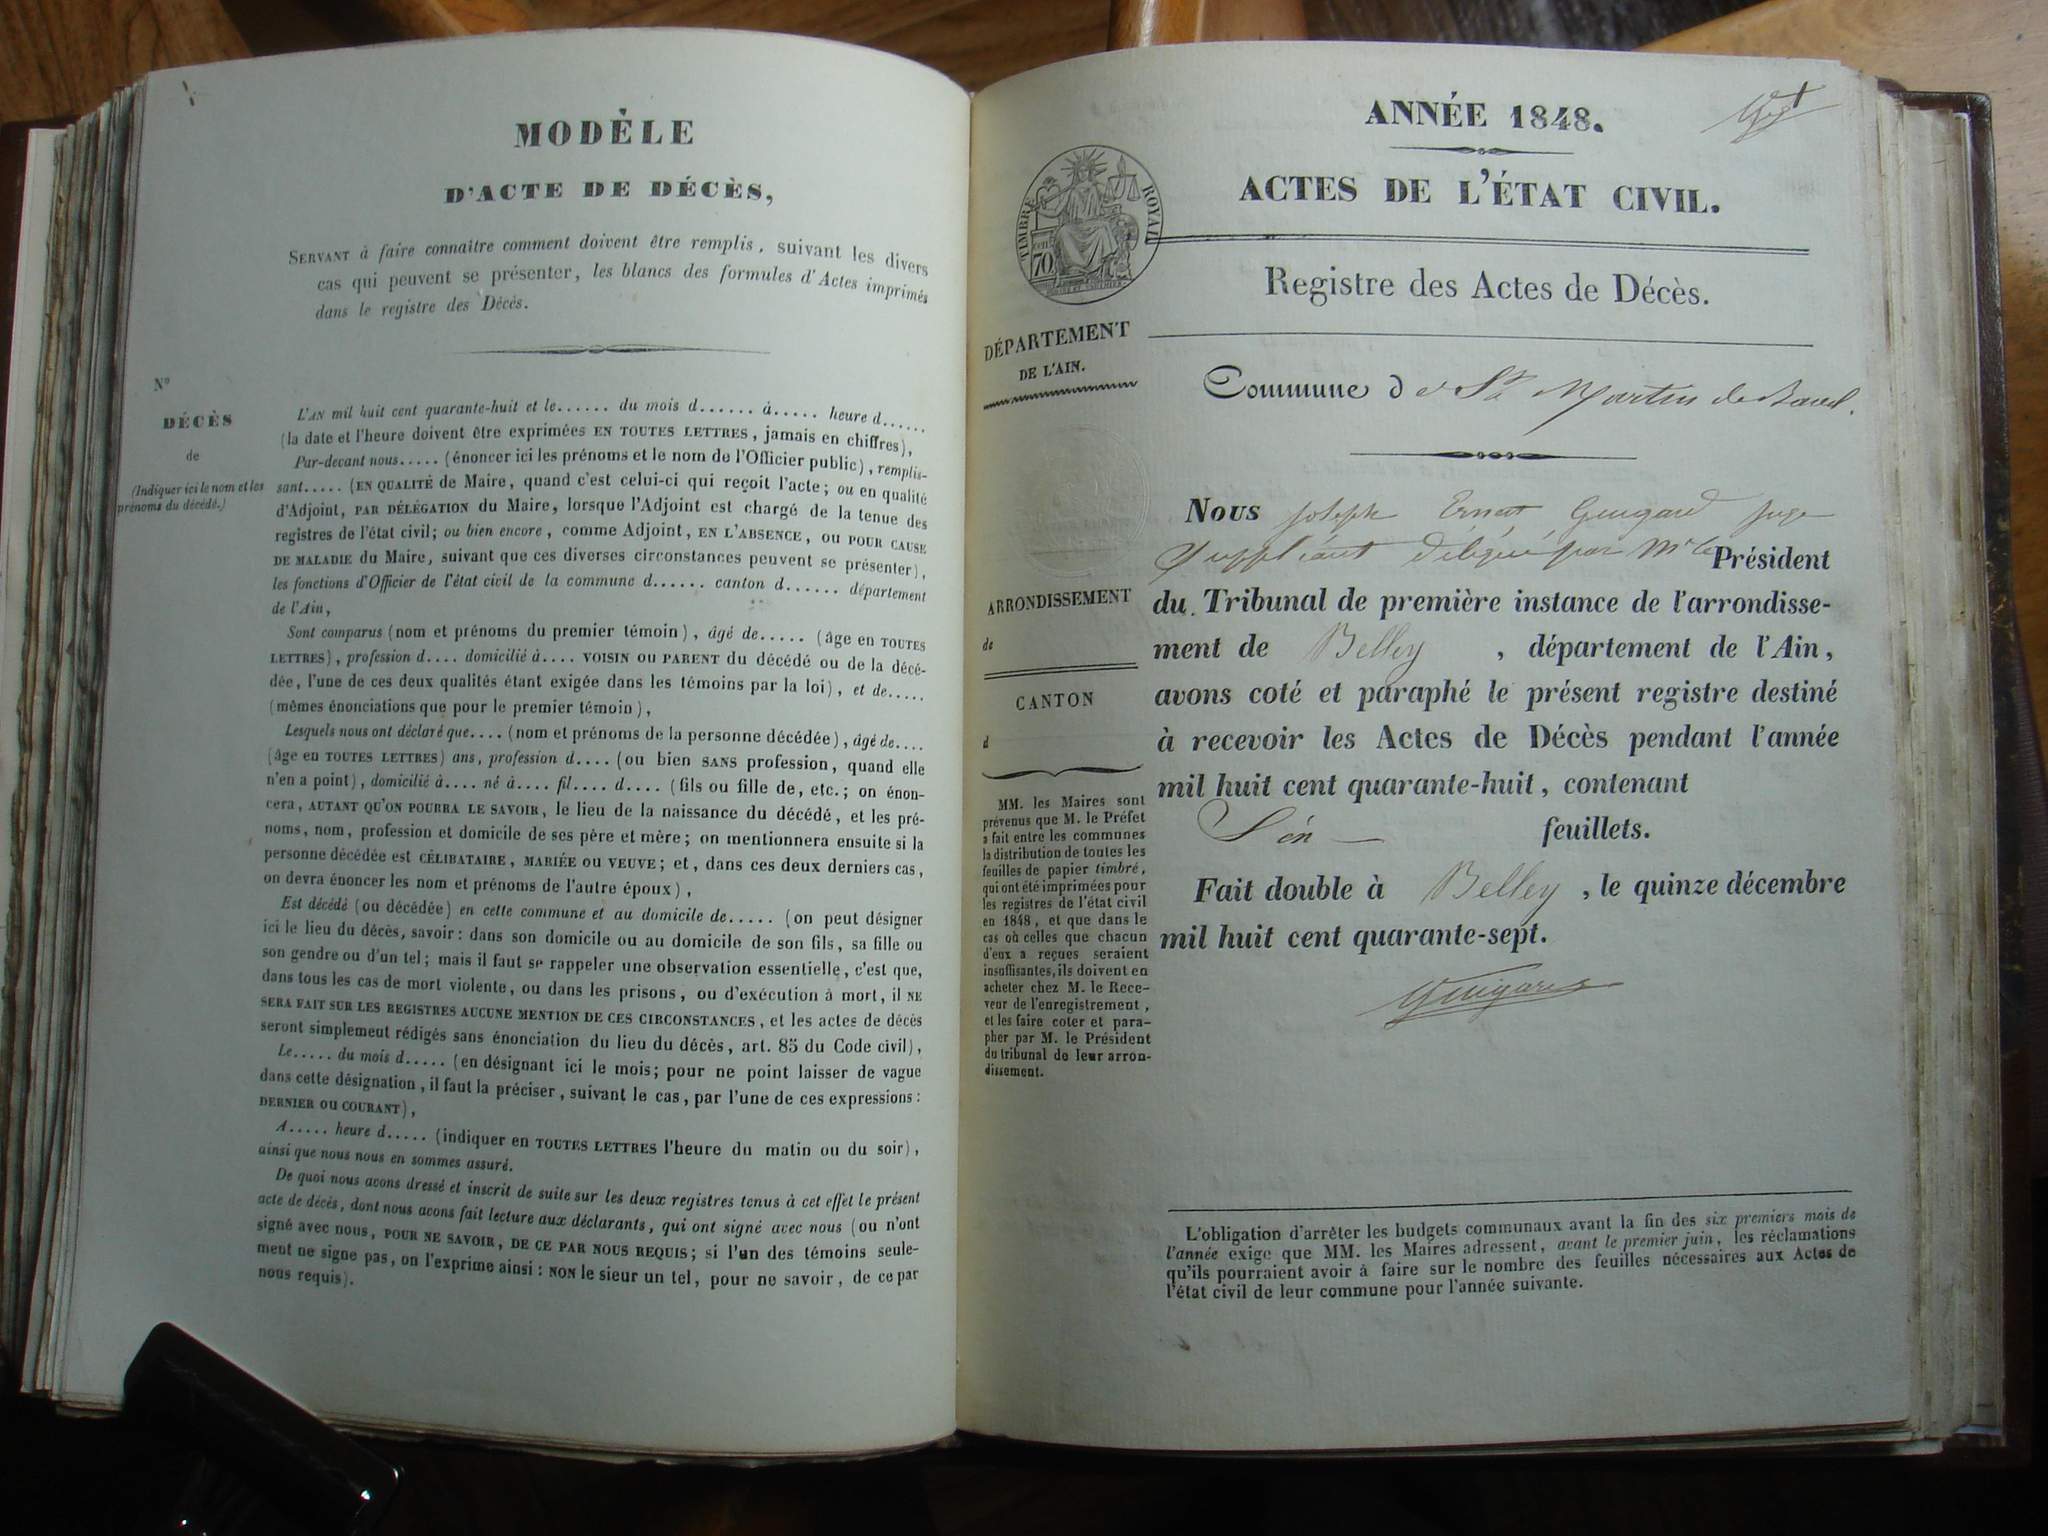 MODÈLE
D'ACTE DE DÉCÈS,
SERVANT à faire connaître comment doivent être remplis, suivant les divers
cas qui peuvent se présenter, les blancs des formules d'Actes imprimés
dans le registre des Décès.
N°
DÉCÈS
de
(Indiquer ici le nom et les
prénoms du décédé.)
L'AN mil huit cent quarante-huit et le...... du mois d...... à..... heure d......
(la date et l'heure doivent être exprimées EN TOUTES LETTRES, jamais en chiffres),
Par-devant nous..... (énoncer ici les prénoms et le nom de l'Officier public), remplis-
sant..... (EN QUALITÉ de Maire, quand c'est celui-ci qui reçoit l'acte; ou en qualité
d'Adjoint, PAR DÉLÉGATION du Maire, lorsque l'Adjoint est chargé de la tenue des
registres de l'état civil; ou bien encore, comme Adjoint, EN L'ABSENCE, OU POUR CAUSE
DE MALADIE du Maire, suivant que ces diverses circonstances peuvent se présenter),
les fonctions d'Officier de l'état civil de la commune d...... canton d...... département
de l'Ain,
Sont comparus (nom et prénoms du premier témoin), âgé de..... (âge en TOUTES
LETTRES), profession d.... domicilié à.... VOISIN OU PARENT du décédé ou de la décé-
dée, l'une de ces deux qualités étant exigée dans les témoins par la loi), et de.....
(mêmes énonciations que pour le premier témoin),
Lesquels nous ont déclaré que.... (nom et prénoms de la personne décédée), âgé de....
(âge en TOUTES LETTRES) ans, profession d.... (ou bien SANS profession, quand elle
n'en a point), domicilié à.... né à.... fil.... d.... (fils ou fille de, etc.; on énon-
cera, AUTANT QU'ON POURRA LE SAVOIR, le lieu de la naissance du décédé, et les pré-
noms, nom, profession et domicile de ses père et mère; on mentionnera ensuite si la
personne décédée est CÉLIBATAIRE, MARIÉE OU VEUVE; et, dans ces deux derniers cas,
on devra énoncer les nom et prénoms de l'autre époux),
Est décédé (ou décédée) en cette commune et au domicile de..... (on peut désigner
ici le lieu du décès, savoir: dans son domicile ou au domicile de son fils, sa fille ou
son gendre ou d'un tel; mais il faut se rappeler une observation essentielle, c'est que,
dans tous les cas de mort violente, ou dans les prisons, ou d'exécution à mort, il NE
SERA FAIT SUR LES REGISTRES AUCUNE MENTION DE CES CIRCONSTANCES, et les actes de décès
seront simplement rédigés sans énonciation du lieu du décès, art. 85 du Code civil),
Le..... du mois d..... (en désignant ici le mois; pour ne point laisser de vague
dans cette désignation, il faut la préciser, suivant le cas, par l'une de ces expressions:
DERNIER OU COURANT),
A..... heure d..... (indiquer en TOUTES LETTRES l'heure du matin ou du soir),
ainsi que nous nous en sommes assuré.
De quoi nous avons dressé et inscrit de suite sur les deux registres tenus à cet effet le présent
acte de décès, dont nous avons fait lecture aux déclarants, qui ont signé avec nous (ou n'ont
signé avec nous, POUR NE SAVOIR, DE CE PAR NOUS REQUIS; si l'un des témoins seule-
ment ne signe pas, on l'exprime ainsi: NON le sieur un tel, pour ne savoir, de ce par
nous requis).
ANNÉE 1848.
ACTES DE L'ÉTAT CIVIL.
TIMBRE ROYAL
cen
70
Registre des Actes de Décès.
DÉPARTEMENT
DE L'AIN.
Commune de St Martin de Bavel.
Nous Joseph Ernest Guigard Juge
Suppléant délégué par Mr le Président
du Tribunal de première instance de l'arrondisse-
ment de Belley, département de l'Ain,
avons coté et paraphé le présent registre destiné
à recevoir les Actes de Décès pendant l'année
mil huit cent quarante-huit, contenant
feuillets.
Fait double à Belley, le quinze décembre
mil huit cent quarante-sept.
Guigard
ARRONDISSEMENT
de
CANTON
d
MM. les Maires sont
prévenus que M. le Préfet
a fait entre les communes
la distribution de toutes les
feuilles de papier timbré,
qui ont été imprimées pour
les registres de l'état civil
en 1848, et que dans le
cas où celles que chacun
d'eux a reçues seraient
insuffisantes, ils doivent en
acheter chez M. le Rece-
veur de l'enregistrement,
et les faire coter et para-
pher par M. le Président
du tribunal de leur arron-
dissement.
L'obligation d'arrêter les budgets communaux avant la fin des six premiers mois de
l'année exige que MM. les Maires adressent, avant le premier juin, les réclamations
qu'ils pourraient avoir à faire sur le nombre des feuilles nécessaires aux Actes de
l'état civil de leur commune pour l'année suivante.